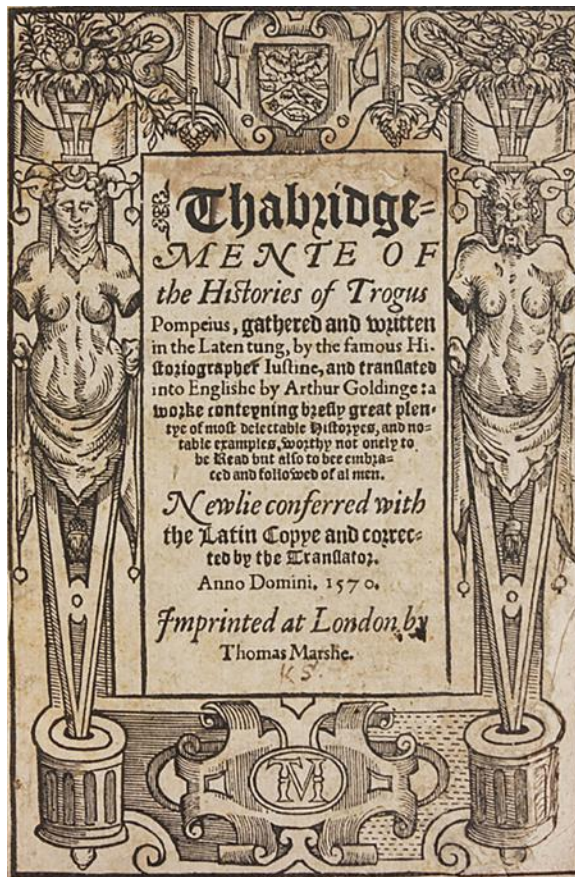 Thabridge-
MENTE OF
the Histories of Trogus
Pompeius, gathered and written
in the Laten tung, by the famous Hi-
storiographer Iustine, and translated
into Englishe by Arthur Goldinge: a
worke conteyning brefly great plen-
tye of most delectable Historyes, and no-
table examples, worthy not onely to
be Read but also to bee embra-
ced and followed of al men.
Newlie conferred with
the Latin Coppe and correc-
ted by the Translator.
Anno Domini. 1570.
Imprinted at London by
Thomas Marshe.
K S.
TM